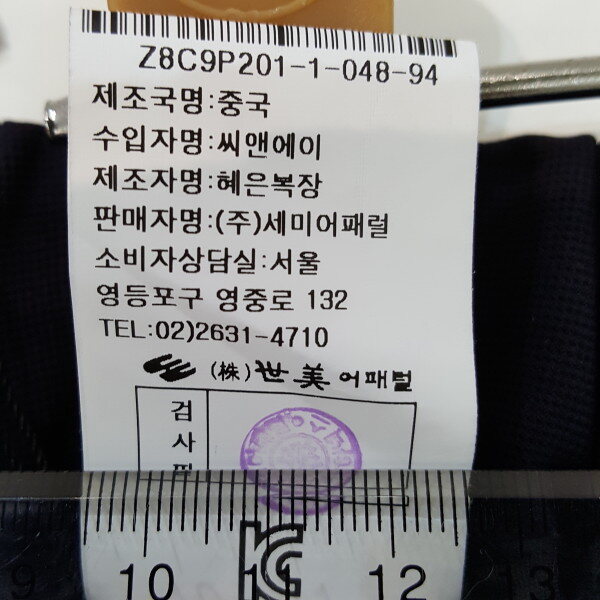 Z8C9P201-1-048-94
제조국명:중국
수입자명:씨앤에이
제조자명:혜은복장
판매자명:(주)세미어패럴
소비자상담실:서울
영등포구 영중로 132
TEL:02)2631-4710
(株)世美어패럴
검
사
9 10 11 12 13